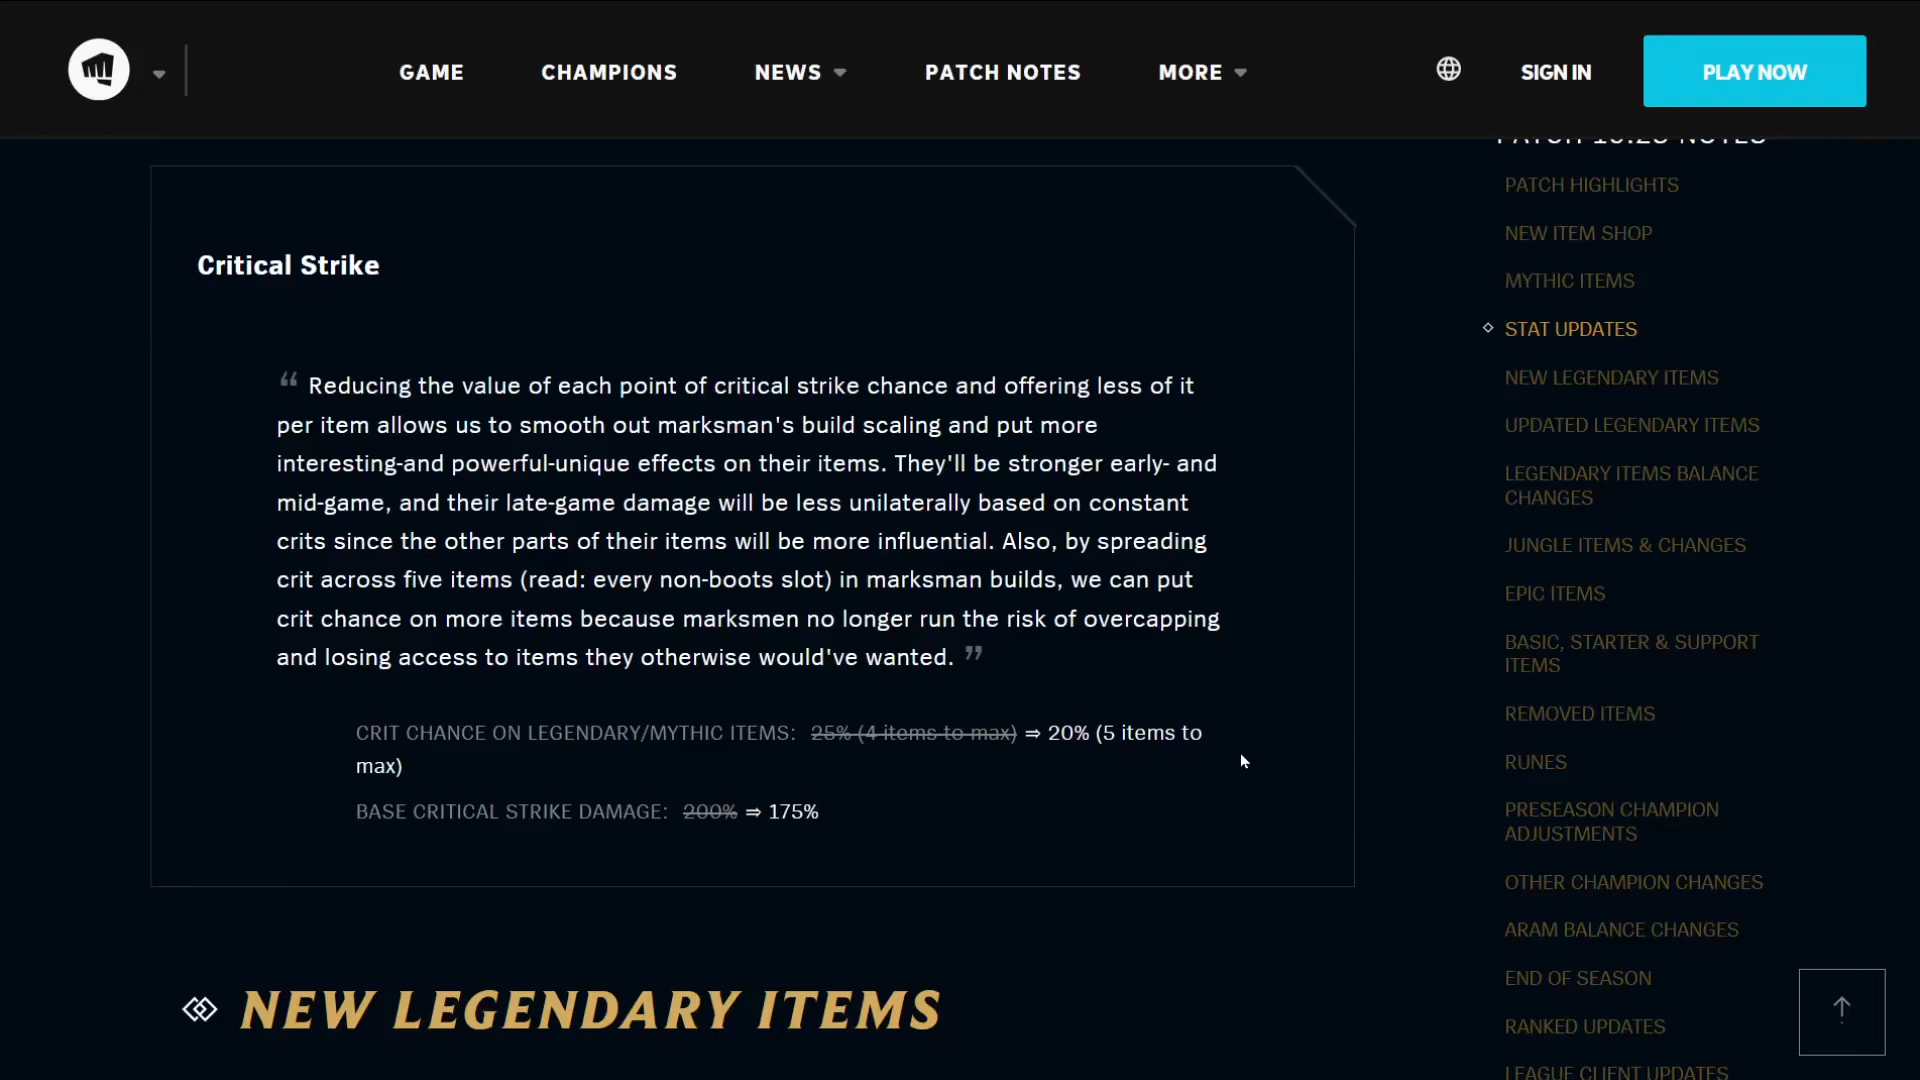 GAME CHAMPIONS NEWS PATCH NOTES MORE SIGN IN PLAY NOW
Critical Strike
“ Reducing the value of each point of critical strike chance and offering less of it
per item allows us to smooth out marksman's build scaling and put more
interesting-and powerful-unique effects on their items. They'll be stronger early- and
mid-game, and their late-game damage will be less unilaterally based on constant
crits since the other parts of their items will be more influential. Also, by spreading
crit across five items (read: every non-boots slot) in marksman builds, we can put
crit chance on more items because marksmen no longer run the risk of overcapping
and losing access to items they otherwise would've wanted. ”
CRIT CHANCE ON LEGENDARY/MYTHIC ITEMS: 25% (4 items to max) ⇒ 20% (5 items to
max)
BASE CRITICAL STRIKE DAMAGE: 200% ⇒ 175%
NEW LEGENDARY ITEMS
PATCH HIGHLIGHTS
NEW ITEM SHOP
MYTHIC ITEMS
STAT UPDATES
NEW LEGENDARY ITEMS
UPDATED LEGENDARY ITEMS
LEGENDARY ITEMS BALANCE
CHANGES
JUNGLE ITEMS & CHANGES
EPIC ITEMS
BASIC, STARTER & SUPPORT
ITEMS
REMOVED ITEMS
RUNES
PRESEASON CHAMPION
ADJUSTMENTS
OTHER CHAMPION CHANGES
ARAM BALANCE CHANGES
END OF SEASON
RANKED UPDATES
LEAGUE CLIENT UPDATES